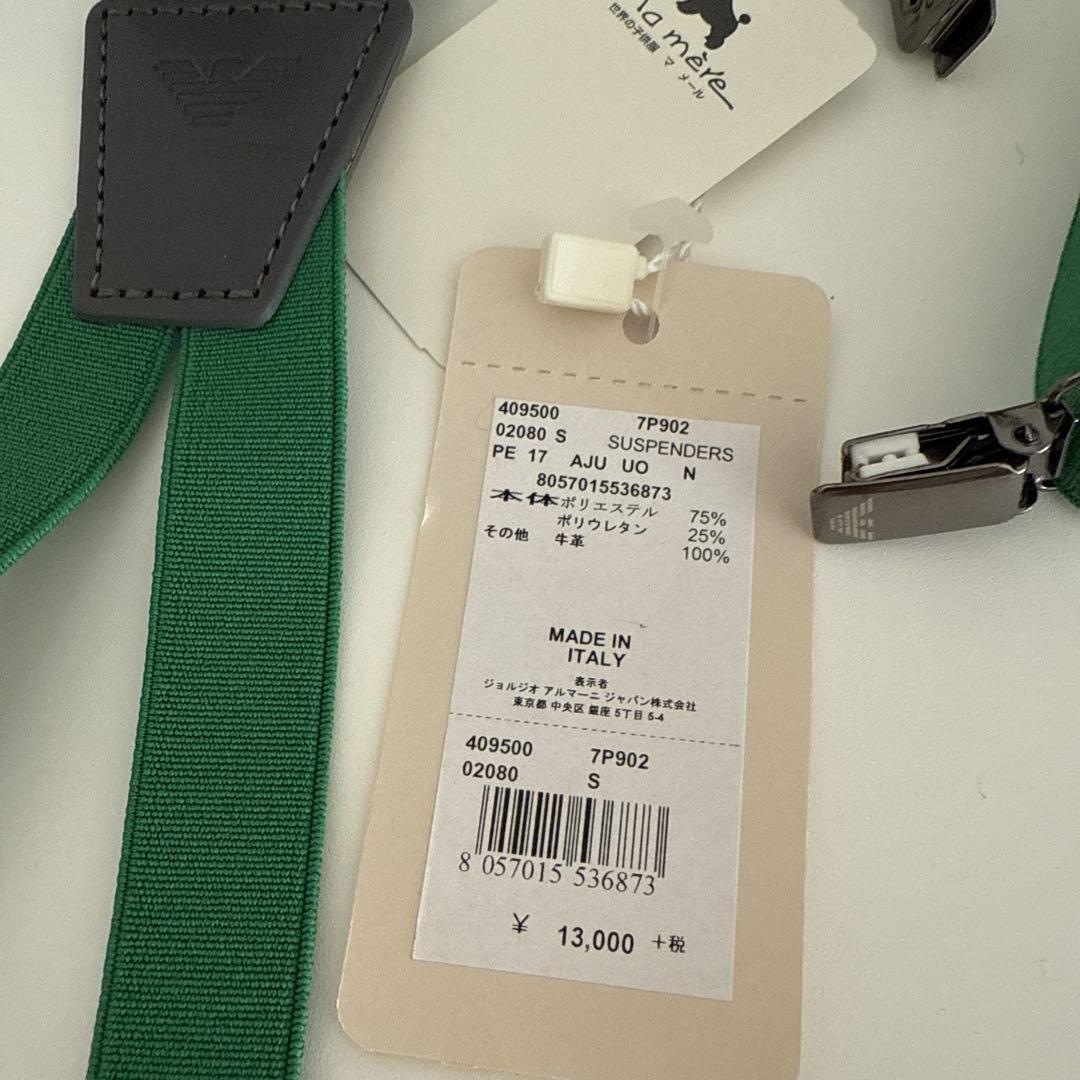 ma mère
世界の子供服 マ メール
409500 7P902
02080 S SUSPENDERS
PE 17 AJU UO N
8057015536873
本体 ポリエステル 75%
ポリウレタン 25%
その他 牛革 100%
MADE IN
ITALY
表示者
ジョルジオ アルマーニ ジャパン株式会社
東京都 中央区 銀座 5丁目 5-4
409500 7P902
02080 S
8 057015 536873
¥ 13,000 +税